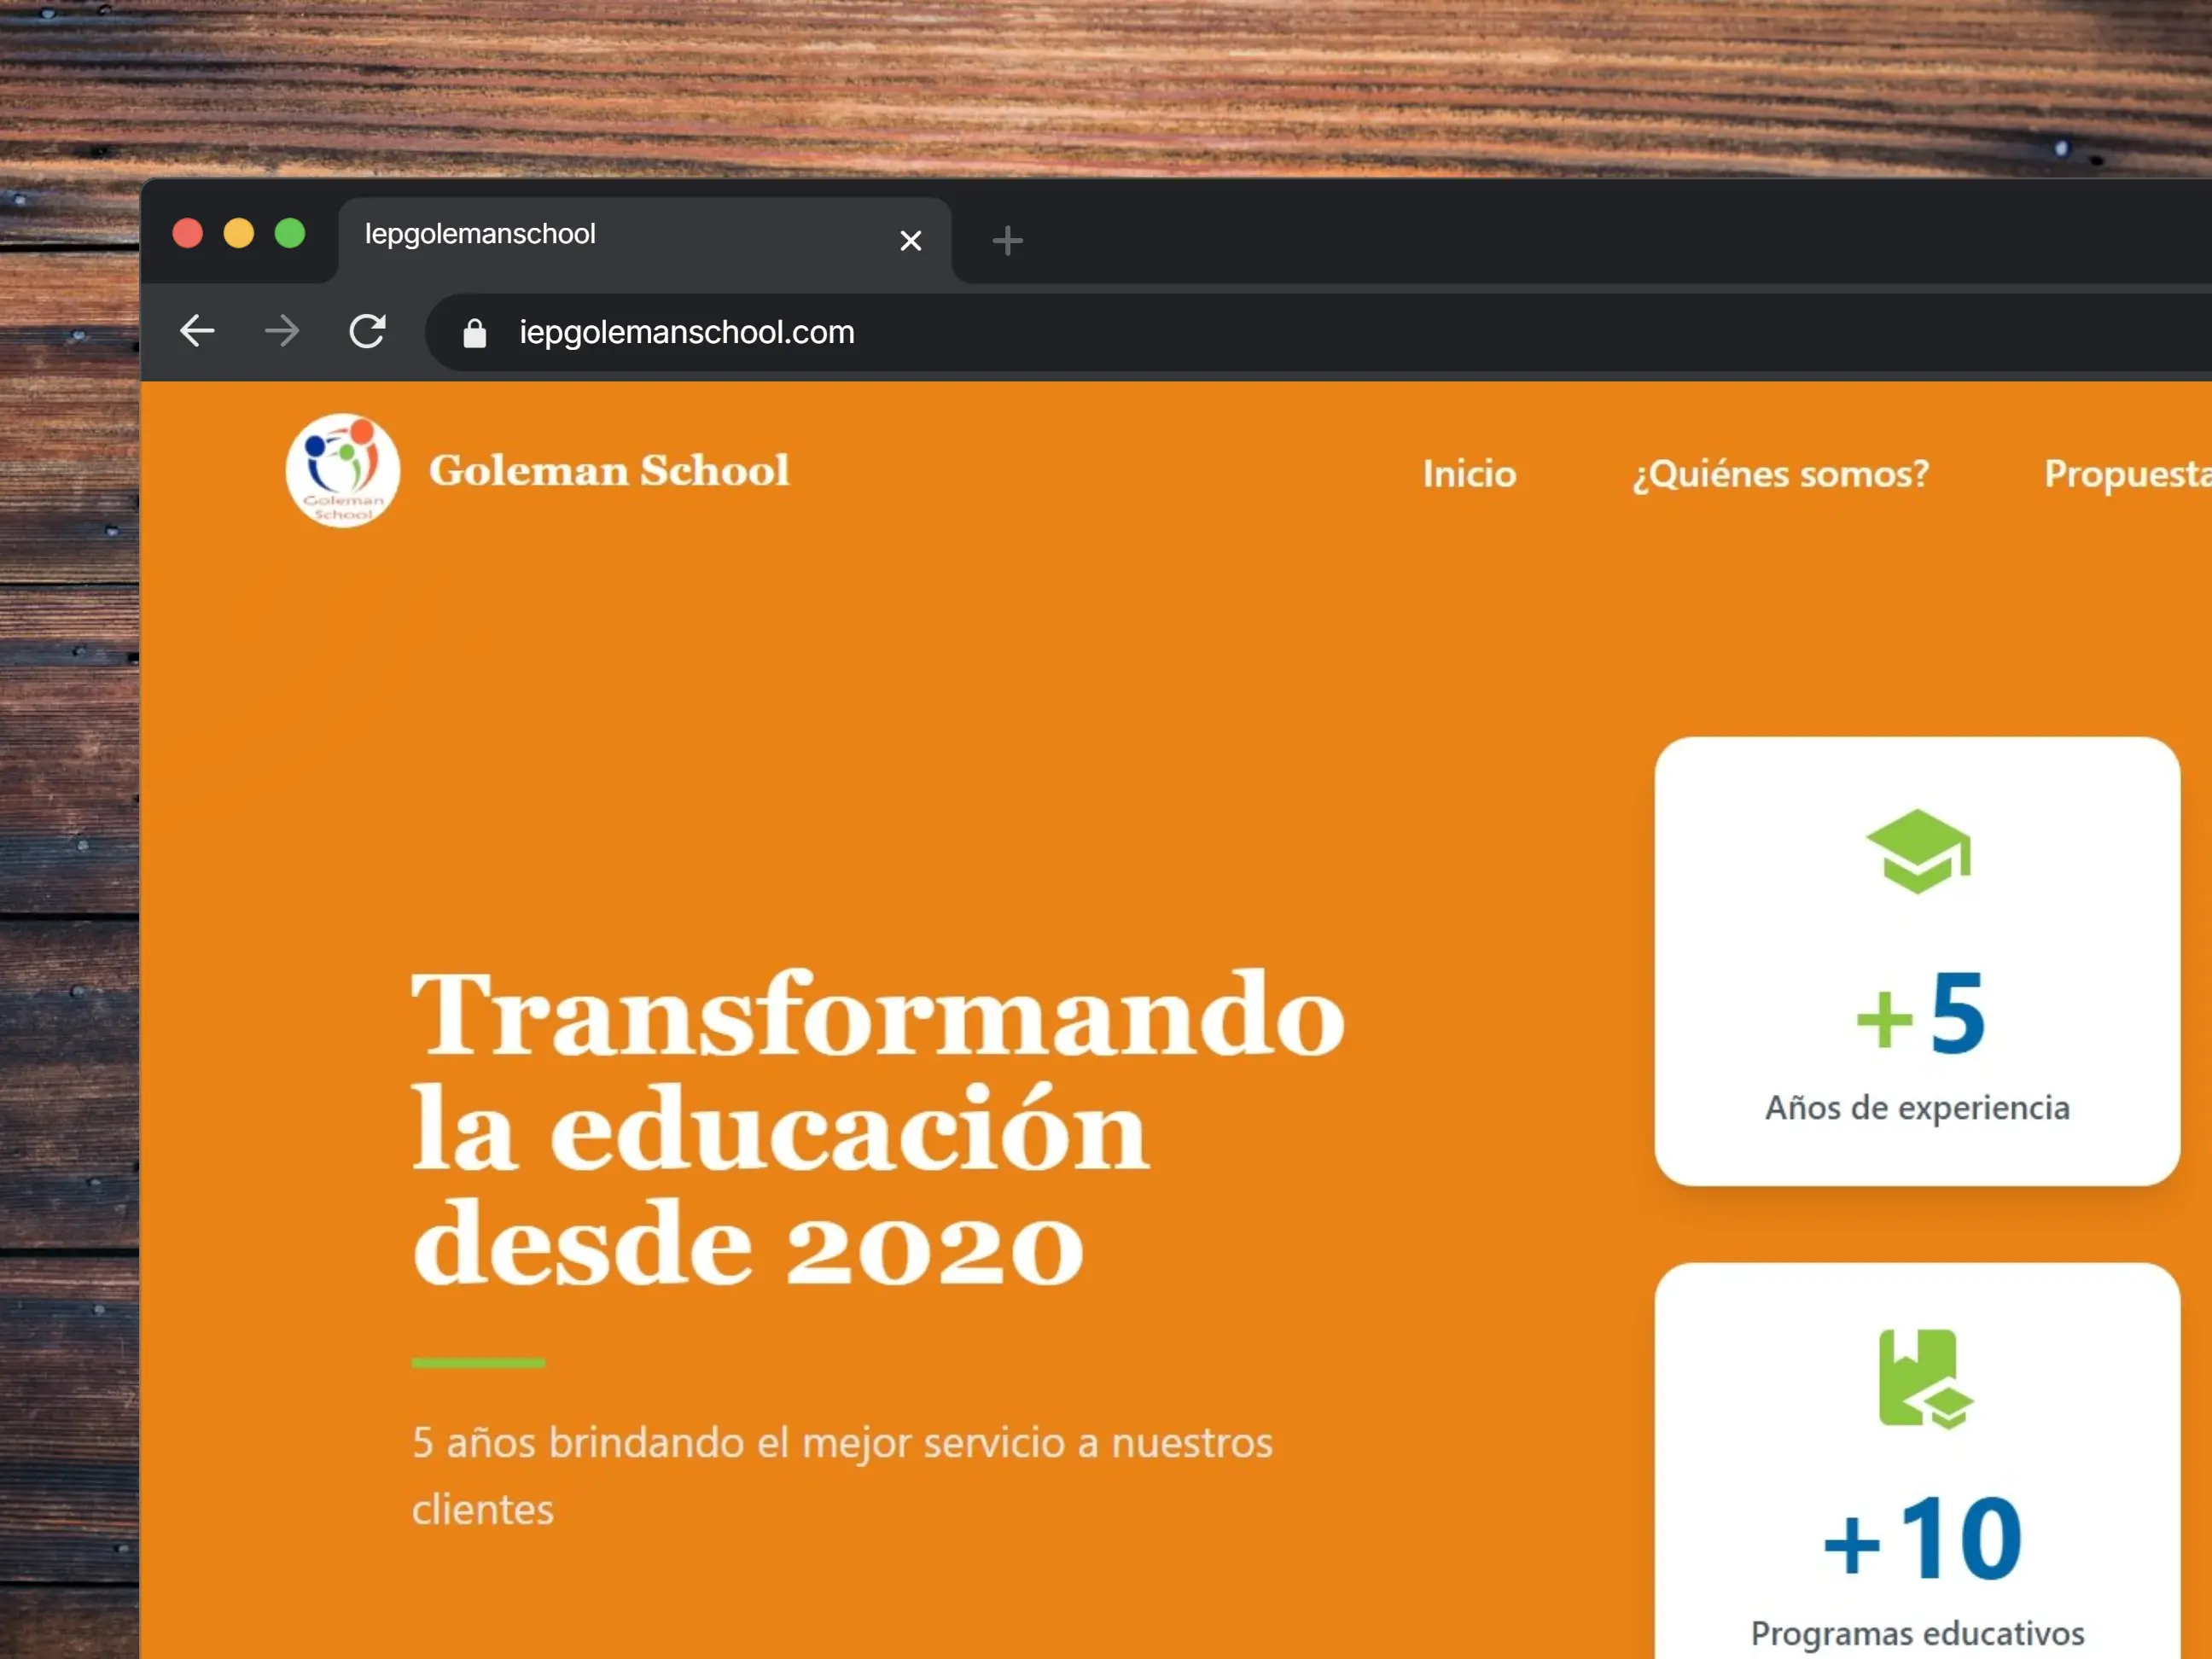 Iepgolemanschool
iepgolemanschool.com
Goleman
School
Goleman School
Inicio
¿Quiénes somos?
Propuesta
Transformando
la educación
desde 2020
5 años brindando el mejor servicio a nuestros
clientes
+5
Años de experiencia
+10
Programas educativos